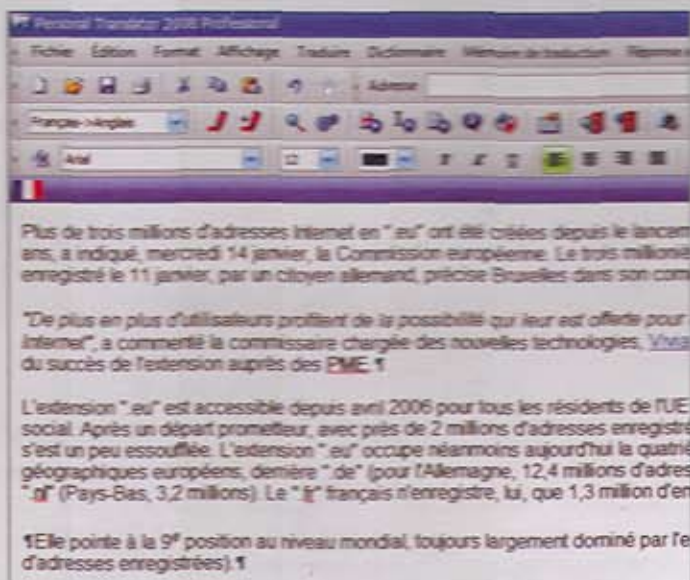 Personal Translator 2008 Professional
Fichier Édition Format Affichage Traduire Dictionnaire Mémoire de traduction
Adresse
Français->Anglais
Arial 12
Plus de trois millions d'adresses Internet en ".eu" ont été créées depuis le lancem
ans, a indiqué, mercredi 14 janvier, la Commission européenne. Le trois millioniè
enregistré le 11 janvier, par un citoyen allemand, précise Bruxelles dans son com
"De plus en plus d'utilisateurs profitent de la possibilité qui leur est offerte pour
Internet", a commenté la commissaire chargée des nouvelles technologies, Vivia
du succès de l'extension auprès des PME.¶
L'extension ".eu" est accessible depuis avril 2006 pour tous les résidents de l'UE
social. Après un départ prometteur, avec près de 2 millions d'adresses enregistré
s'est un peu essoufflée. L'extension ".eu" occupe néanmoins aujourd'hui la quatriè
géographiques européens, derrière ".de" (pour l'Allemagne, 12,4 millions d'adres
".nl" (Pays-Bas, 3,2 millions). Le ".fr" français n'enregistre, lui, que 1,3 million d'en
¶Elle pointe à la 9e position au niveau mondial, toujours largement dominé par l'e
d'adresses enregistrées).¶